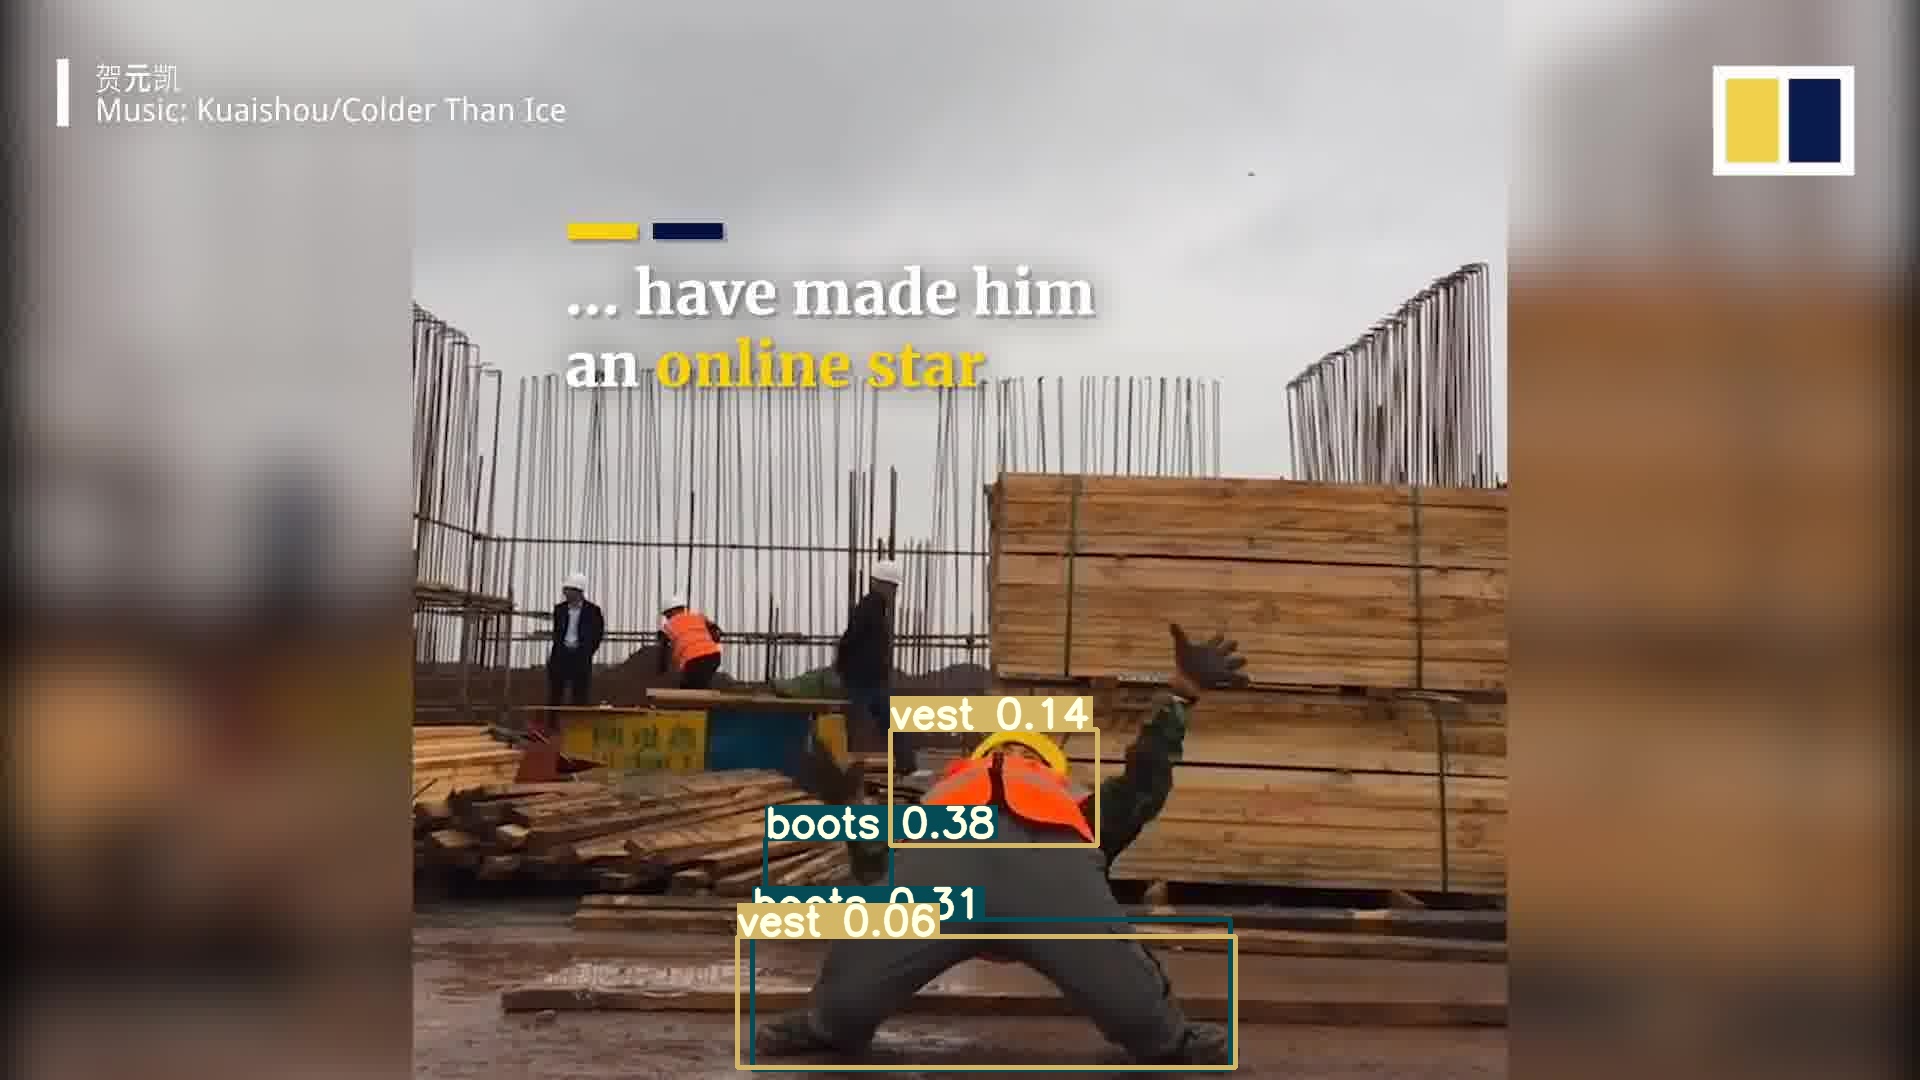 贺元凯
Music: Kuaishou/Colder Than Ice
... have made him
an online star
vest 0.14
boots 0.38
boots 0.31
vest 0.06